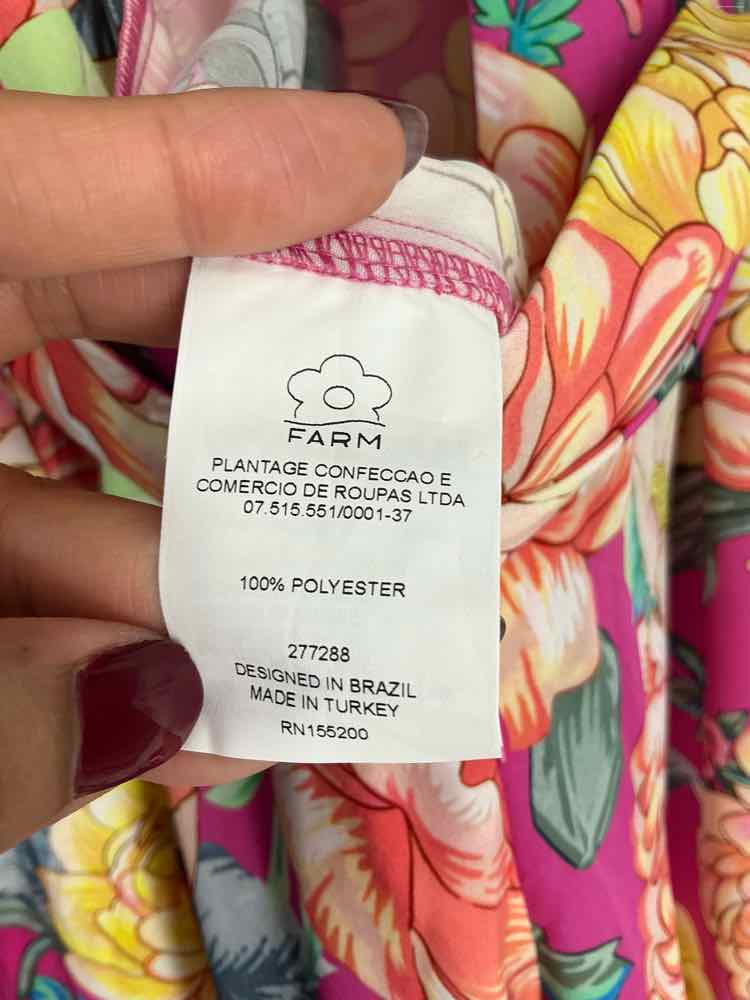 FARM
PLANTAGE CONFECCAO E
COMERCIO DE ROUPAS LTDA
07.515.551/0001-37
100% POLYESTER
277288
DESIGNED IN BRAZIL
MADE IN TURKEY
RN155200